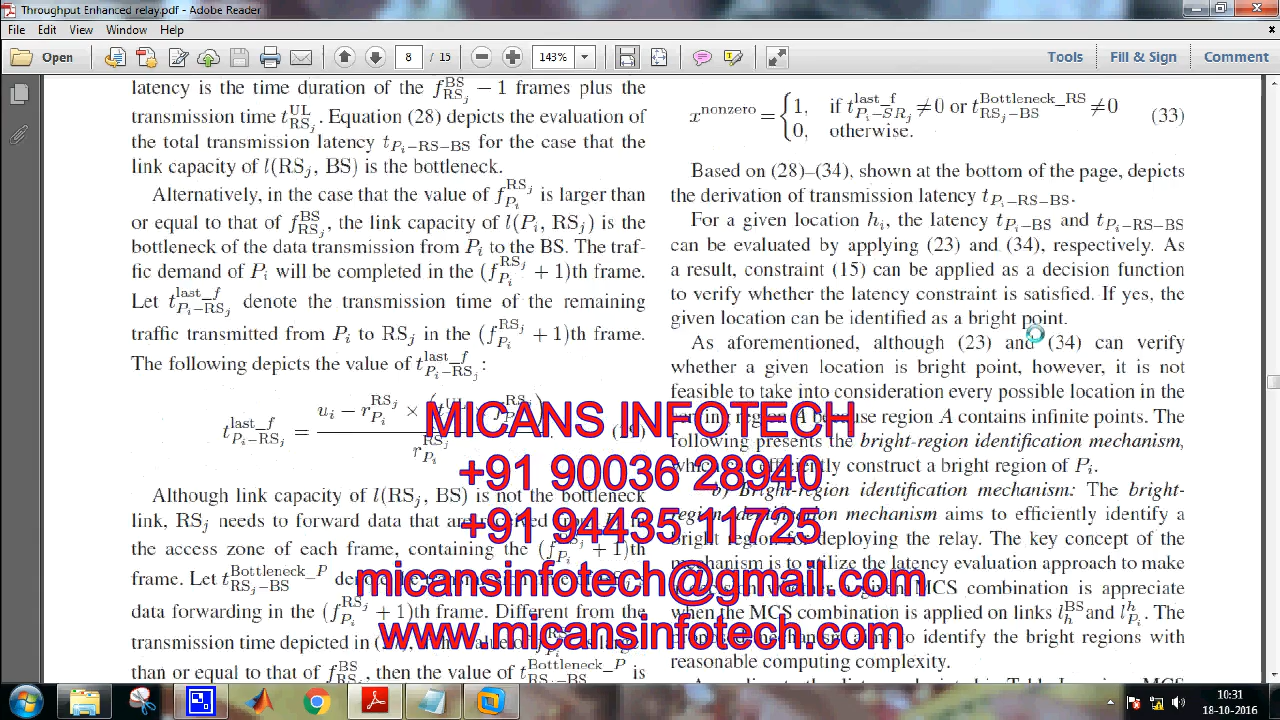 Throughput Enhanced relay.pdf - Adobe Reader
File Edit View Window Help
Open 8 / 15 143% Tools Fill & Sign Comment
latency is the time duration of the f^BS_RSj − 1 frames plus the
transmission time t^UL_RSj. Equation (28) depicts the evaluation of
the total transmission latency t_Pi−RS−BS for the case that the
link capacity of l(RSj, BS) is the bottleneck.
Alternatively, in the case that the value of f^RSj_Pi is larger than
or equal to that of f^BS_RSj, the link capacity of l(Pi, RSj) is the
bottleneck of the data transmission from Pi to the BS. The traf-
fic demand of Pi will be completed in the (f^RSj_Pi + 1)th frame.
Let t^last_f_Pi−RSj denote the transmission time of the remaining
traffic transmitted from Pi to RSj in the (f^RSj_Pi + 1)th frame.
The following depicts the value of t^last_f_Pi−RSj:
t^last_f_Pi−RSj = ui − r^RSj_Pi × (
r^RSj_Pi
Although link capacity of l(RSj, BS) is not the bottleneck
link, RSj needs to forward data that are
the access zone of each frame, containing the (f^RSj_Pi + 1)th
frame. Let t^Bottleneck_P_RSj−BS
data forwarding in the (f^RSj_Pi + 1)th frame. Different from the
transmission time depicted in
than or equal to that of f^BS_RSj, then the value of t^Bottleneck_P_RSj−BS is
x^nonzero = {1, if t^last_f_Pi−SRj ≠0 or t^Bottleneck_RS_RSj−BS ≠0
0, otherwise. (33)
Based on (28)–(34), shown at the bottom of the page, depicts
the derivation of transmission latency t_Pi−RS−BS.
For a given location hi, the latency t_Pi−BS and t_Pi−RS−BS
can be evaluated by applying (23) and (34), respectively. As
a result, constraint (15) can be applied as a decision function
to verify whether the latency constraint is satisfied. If yes, the
given location can be identified as a bright point.
As aforementioned, although (23) and (34) can verify
whether a given location is bright point, however, it is not
feasible to take into consideration every possible location in the
region A because region A contains infinite points. The
following presents the bright-region identification mechanism,
efficiently construct a bright region of Pi.
b) Bright-region identification mechanism: The bright-
region identification mechanism aims to efficiently identify a
bright region for deploying the relay. The key concept of the
mechanism is to utilize the latency evaluation approach to make
MCS combination is appreciate
when the MCS combination is applied on links l^BS_h and l^h_Pi. The
to identify the bright regions with
reasonable computing complexity.
MICANS INFOTECH
+91 90036 28940
+91 94435 11725
micansinfotech@gmail.com
www.micansinfotech.com
10:31
18-10-2016